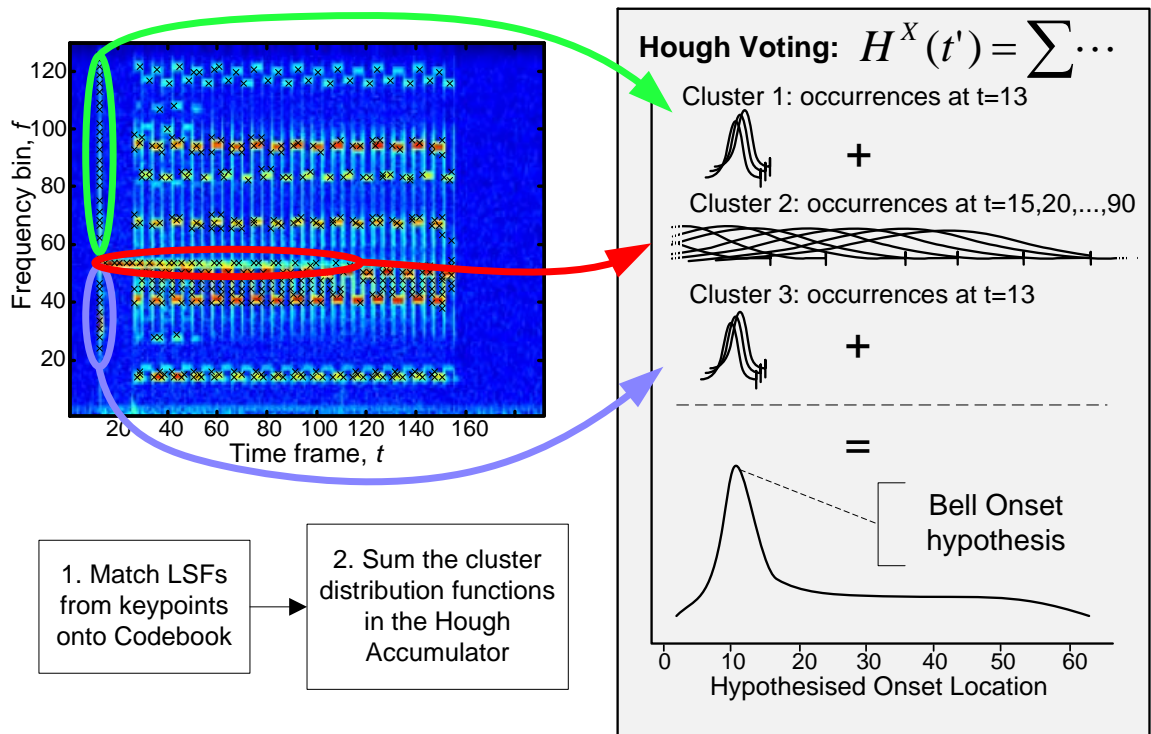 Frequency bin, f
120
100
80
60
40
20
20 40 60 80 100 120 140 160
Time frame, t
1. Match LSFs
from keypoints
onto Codebook
2. Sum the cluster
distribution functions
in the Hough
Accumulator
Hough Voting: H^X(t') = ∑⋯
Cluster 1: occurrences at t=13
+
Cluster 2: occurrences at t=15,20,...,90
Cluster 3: occurrences at t=13
+
=
Bell Onset
hypothesis
0 10 20 30 40 50 60
Hypothesised Onset Location